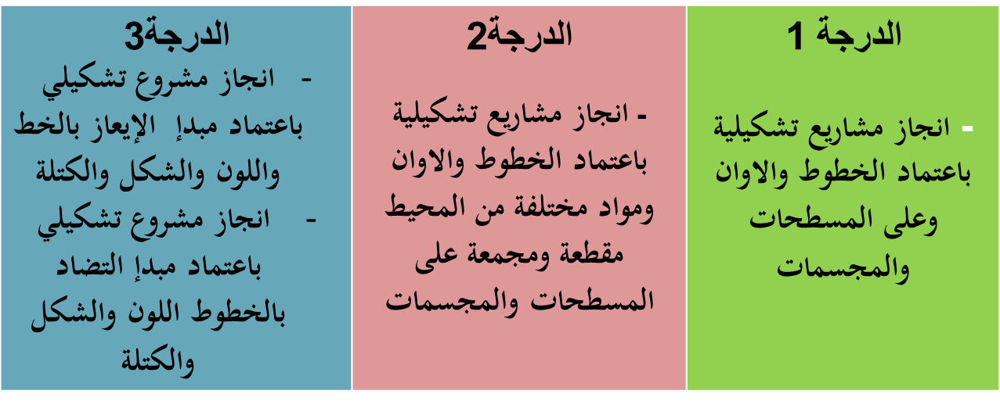 الدرجة 1
- انجاز مشاريع تشكيلية
باعتماد الخطوط والاوان
وعلى المسطحات
والمجسمات
الدرجة2
- انجاز مشاريع تشكيلية
باعتماد الخطوط والاوان
ومواد مختلفة من المحيط
مقطعة ومجمعة على
المسطحات والمجسمات
الدرجة3
- انجاز مشروع تشكيلي
باعتماد مبدإ الإيعاز بالخط
واللون والشكل والكتلة
- انجاز مشروع تشكيلي
باعتماد مبدإ التضاد
بالخطوط اللون والشكل
والكتلة